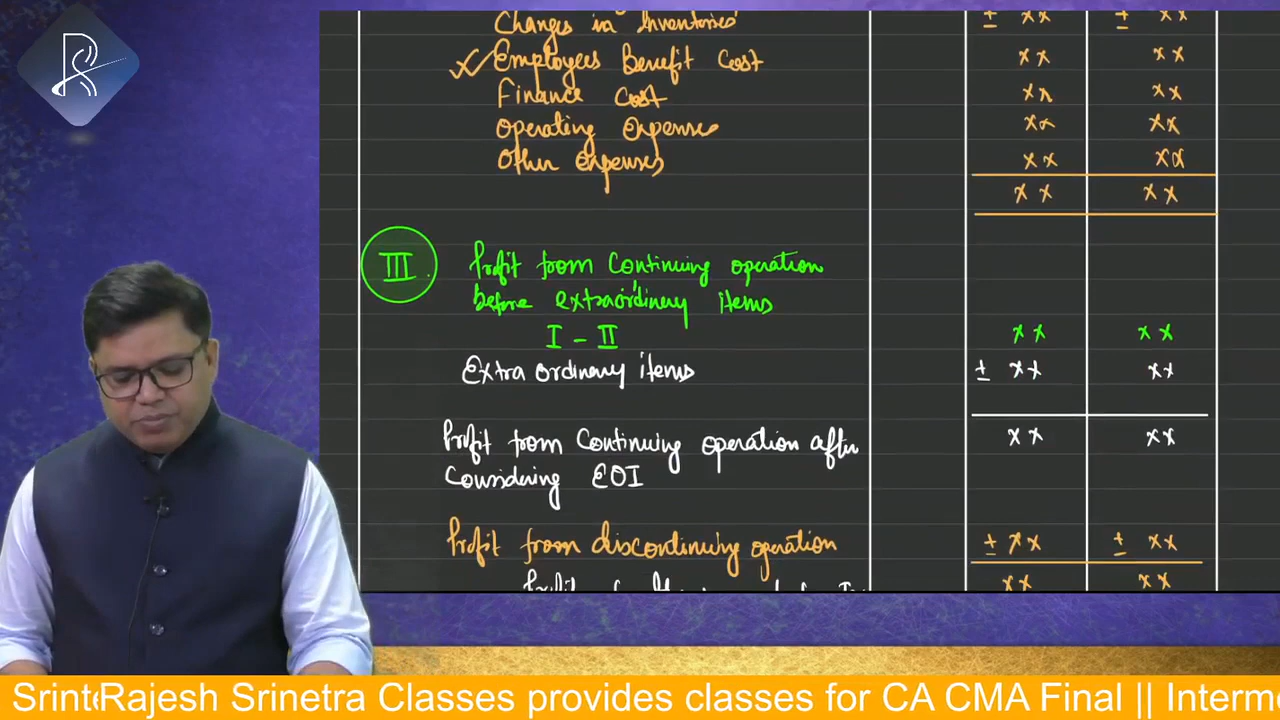 Changes in Inventories ± xx ± xx
Employees Benefit Cost xx xx
Finance Cost xx xx
Operating Expenses xx xx
Other expenses xx xx
xx xx
III Profit from Continuing operation
before extraordinary items
I - II xx xx
Extra ordinary items ± xx xx
Profit from Continuing operation after xx xx
Considering EOI
Profit from discontinuing operation ± xx ± xx
xx xx
Rajesh Srinetra Classes provides classes for CA CMA Final ||